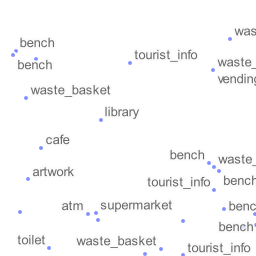 was
bench
tourist_info
bench
waste_
vending
waste_basket
library
cafe
bench
waste_
artwork
tourist_info
bench
atm
supermarket
benc
bench
toilet
waste_basket
tourist_info